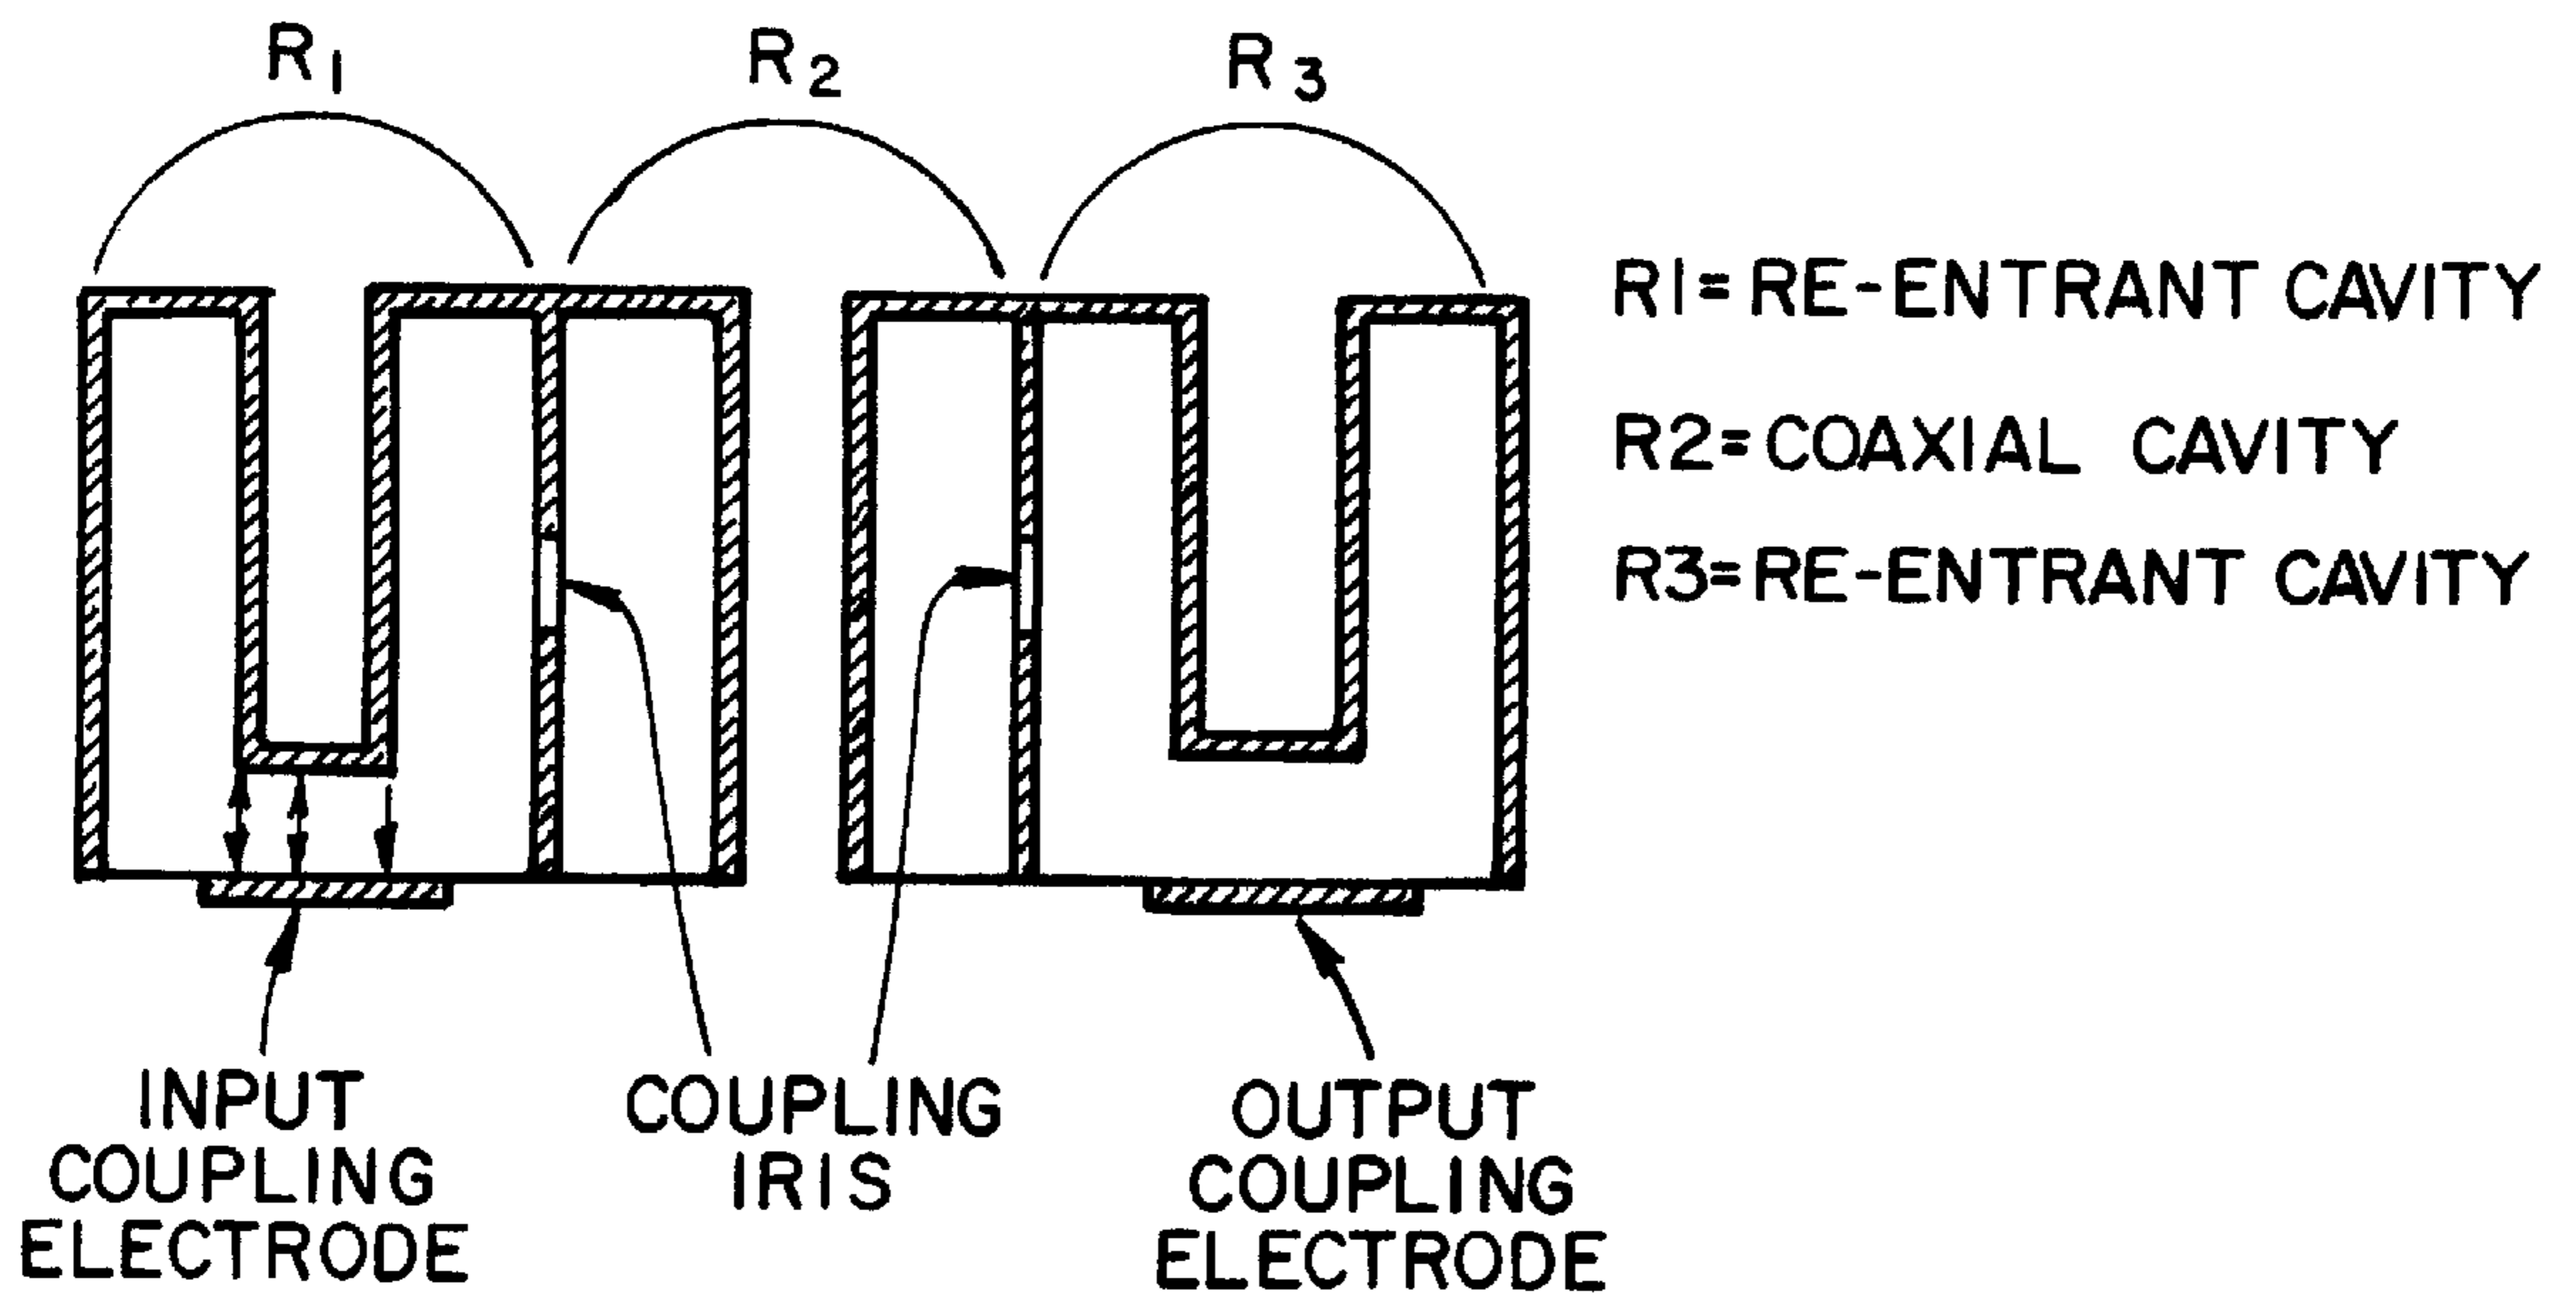 R1
R2
R3
R1=RE-ENTRANT CAVITY
R2=COAXIAL CAVITY
R3=RE-ENTRANT CAVITY
INPUT
COUPLING
ELECTRODE
COUPLING
IRIS
OUTPUT
COUPLING
ELECTRODE